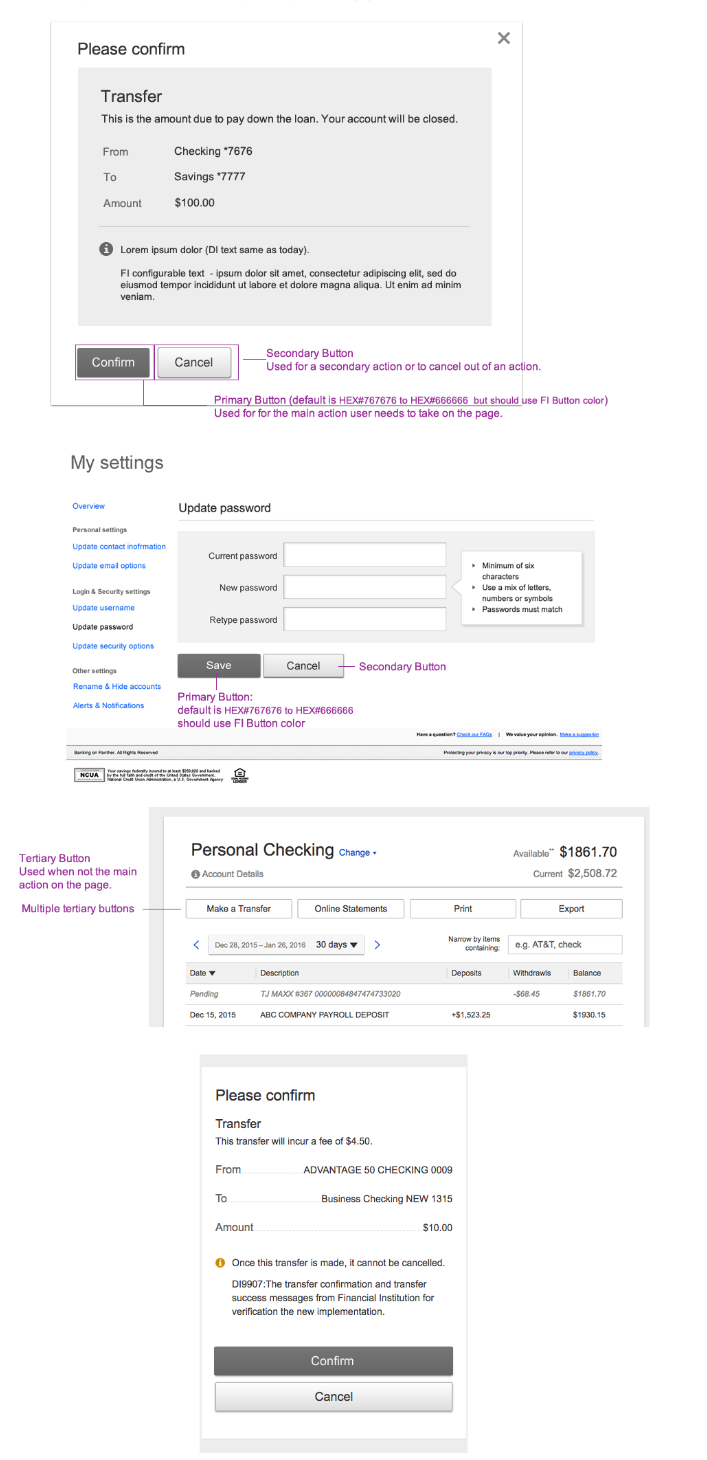 Please confirm
Transfer
This is the amount due to pay down the loan. Your account will be closed.
From Checking *7676
To Savings *7777
Amount $100.00
Lorem ipsum dolor (DI text same as today).
FI configurable text - ipsum dolor sit amet, consectetur adipiscing elit, sed do
eiusmod tempor incididunt ut labore et dolore magna aliqua. Ut enim ad minim
veniam.
Confirm Cancel
Secondary Button
Used for a secondary action or to cancel out of an action.
Primary Button (default is HEX#767676 to HEX#666666 but should use FI Button color)
Used for for the main action user needs to take on the page.
My settings
Overview
Update password
Personal settings
Update contact inofrmation
Update email options
Login & Security settings
Update username
Update password
Update security options
Other settings
Rename & Hide accounts
Alerts & Notifications
Current password
New password
Retype password
Minimum of six
characters
Use a mix of letters,
numbers or symbols
Passwords must match
Save Cancel Secondary Button
Primary Button:
default is HEX#767676 to HEX#666666
should use FI Button color
Have a question? Check our FAQs. | We value your opinion. Make a suggestion
Banking on Panther. All Rights Reserved
Protecting your privacy is our top priority. Please refer to our privacy policy.
NCUA
Your savings federally insured to at least $250,000 and backed
by the full faith and credit of the United States Government.
National Credit Union Administration, a U.S. Government Agency
EQUAL HOUSING
LENDER
Tertiary Button
Used when not the main
action on the page.
Multiple tertiary buttons
Personal Checking Change
Available** $1861.70
Account Details
Current $2,508.72
Make a Transfer Online Statements Print Export
Dec 28, 2015 – Jan 26, 2016 30 days
Narrow by items
containing:
e.g. AT&T, check
Date Description Deposits Withdrawls Balance
Pending TJ MAXX #367 00000084847474733020 -$68.45 $1861.70
Dec 15, 2015 ABC COMPANY PAYROLL DEPOSIT +$1,523.25 $1930.15
Please confirm
Transfer
This transfer will incur a fee of $4.50.
From ADVANTAGE 50 CHECKING 0009
To Business Checking NEW 1315
Amount $10.00
Once this transfer is made, it cannot be cancelled.
DI9907:The transfer confirmation and transfer
success messages from Financial Institution for
verification the new implementation.
Confirm
Cancel